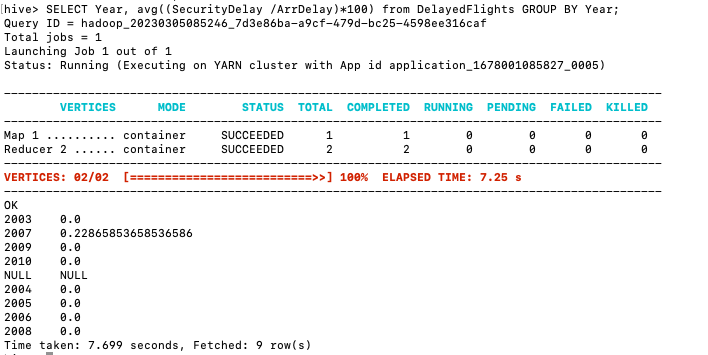 hive> SELECT Year, avg((SecurityDelay /ArrDelay)*100) from DelayedFlights GROUP BY Year;
Query ID = hadoop_20230305085246_7d3e86ba-a9cf-479d-bc25-4598ee316caf
Total jobs = 1
Launching Job 1 out of 1
Status: Running (Executing on YARN cluster with App id application_1678001085827_0005)
----------------------------------------------------------------------------------------------
VERTICES MODE STATUS TOTAL COMPLETED RUNNING PENDING FAILED KILLED
----------------------------------------------------------------------------------------------
Map 1 .......... container SUCCEEDED 1 1 0 0 0 0
Reducer 2 ...... container SUCCEEDED 2 2 0 0 0 0
----------------------------------------------------------------------------------------------
VERTICES: 02/02 [==========================>>] 100% ELAPSED TIME: 7.25 s
----------------------------------------------------------------------------------------------
OK
2003 0.0
2007 0.22865853658536586
2009 0.0
2010 0.0
NULL NULL
2004 0.0
2005 0.0
2006 0.0
2008 0.0
Time taken: 7.699 seconds, Fetched: 9 row(s)